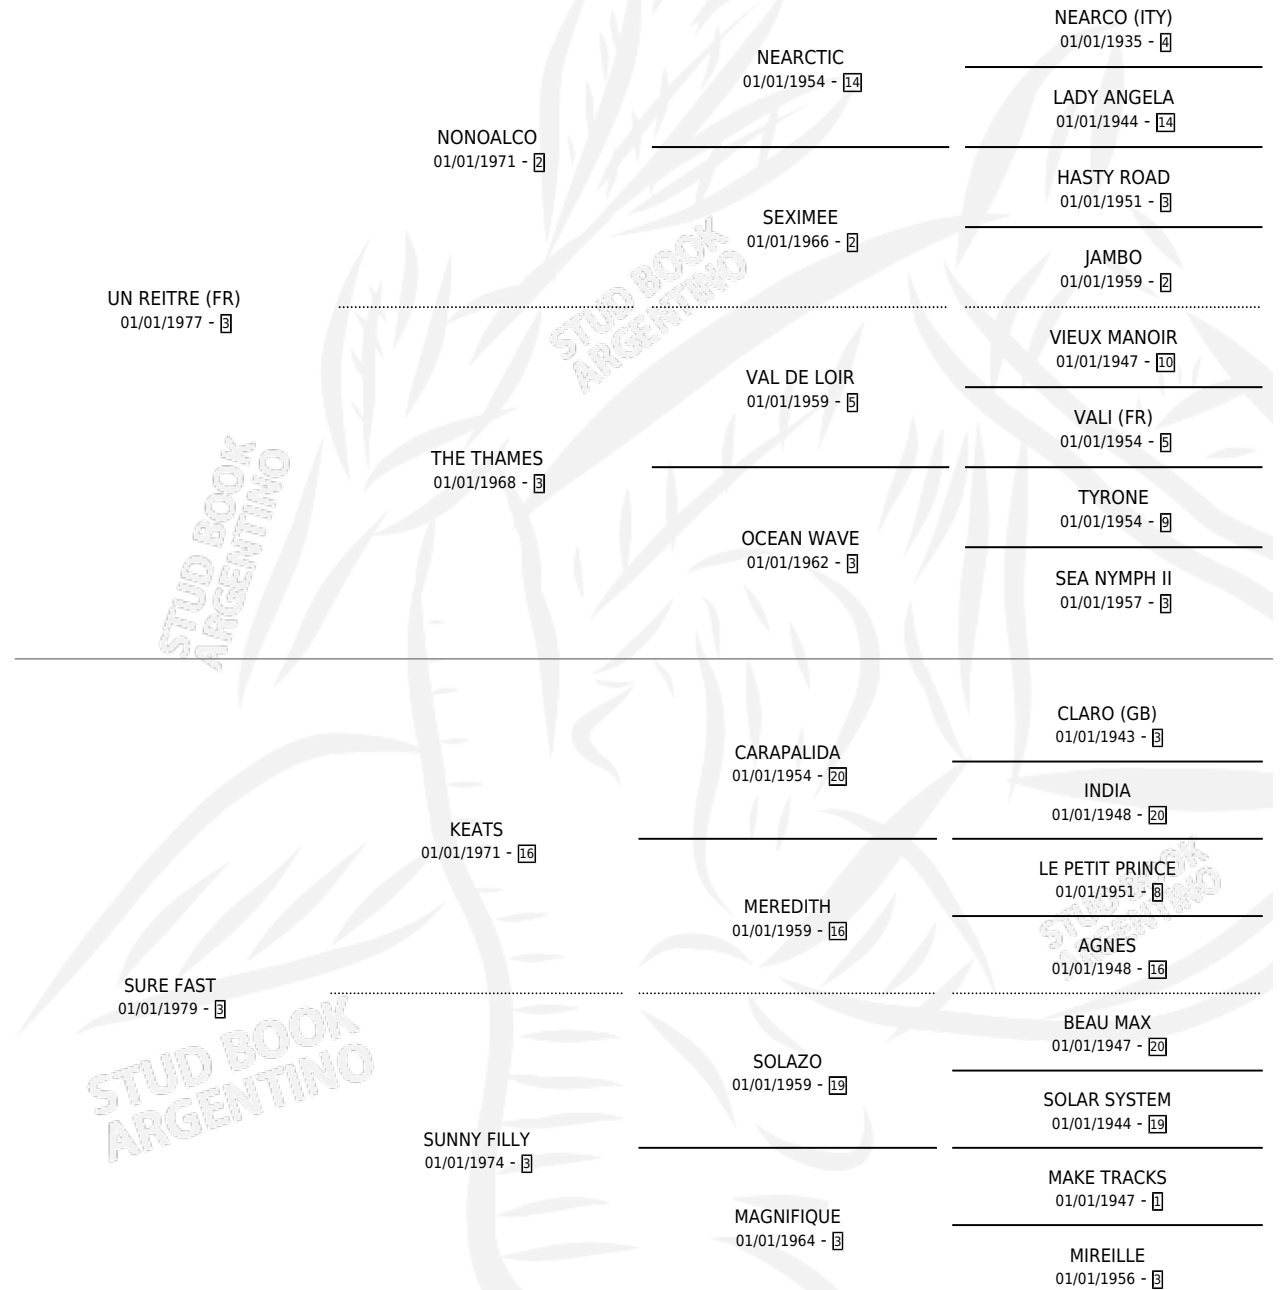 NEARCO (ITY)
01/01/1935 - 4
NEARCTIC
01/01/1954 - 14
LADY ANGELA
01/01/1944 - 14
NONOALCO
01/01/1971 - 2
HASTY ROAD
01/01/1951 - 3
SEXIMEE
01/01/1966 - 2
JAMBO
01/01/1959 - 2
UN REITRE (FR)
01/01/1977 - 3
VIEUX MANOIR
01/01/1947 - 10
VAL DE LOIR
01/01/1959 - 5
VALI (FR)
01/01/1954 - 5
THE THAMES
01/01/1968 - 3
TYRONE
01/01/1954 - 9
OCEAN WAVE
01/01/1962 - 3
SEA NYMPH II
01/01/1957 - 3
CLARO (GB)
01/01/1943 - 3
CARAPALIDA
01/01/1954 - 20
INDIA
01/01/1948 - 20
KEATS
01/01/1971 - 16
LE PETIT PRINCE
01/01/1951 - 8
MEREDITH
01/01/1959 - 16
AGNES
01/01/1948 - 16
SURE FAST
01/01/1979 - 3
BEAU MAX
01/01/1947 - 20
SOLAZO
01/01/1959 - 19
SOLAR SYSTEM
01/01/1944 - 19
SUNNY FILLY
01/01/1974 - 3
MAKE TRACKS
01/01/1947 - 1
MAGNIFIQUE
01/01/1964 - 3
MIREILLE
01/01/1956 - 3
STUD BOOK
ARGENTINO
STUD BOOK
ARGENTINO
STUD BOOK
ARGENTINO
STUD BOOK
ARGENTINO